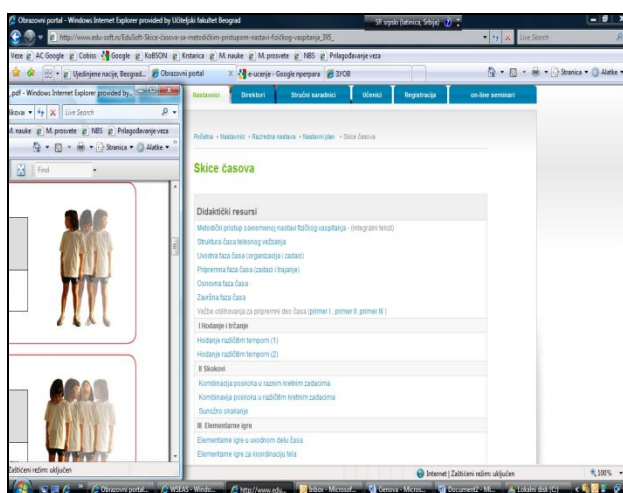 Obrazovni portal - Windows Internet Explorer provided by Učiteljski fakultet Beograd
SR srpski (latinica, Srbija)
http://www.edu-soft.rs/EduSoft-Skice-časova-sa-metodičkim-pristupom-nastavi-fizičkog-vaspitanja_395_
Live Search
Veze
AC Google
Cobiss
Google
KoBSON
Krstarica
M. nauke
M. prosvete
NBS
Prilagođavanje veza
Ujedinjene nacije, Beograd...
Obrazovni portal
e-ucenje - Google претрага
ЗУОВ
Stranica
Alatke
.pdf - Windows Internet Explorer provided by...
likova
Live Search
M. nauke
M. prosvete
NBS
Prilagođavanje veza
Stranica
Alatke
Find
Nastavnici
Direktori
Stručni saradnici
Učenici
Registracija
on-line seminari
Početna
Nastavnici
Razredna nastava
Nastavni plan
Skice časova
Skice časova
Didaktički resursi
Metodički pristup savremenoj nastavi fizičkog vaspitanja - (integralni tekst)
Struktura časa telesnog vežbanja
Uvodna faza časa (organizacija i zadaci)
Pripremna faza časa (zadaci i trajanje)
Osnovna faza časa
Završna faza časa
Vežbe oblikovanja za pripremni deo časa (primer I, primer II, primer III)
I Hodanje i trčanje
Hodanje različitim tempom (1)
Hodanje različitim tempom (2)
II Skokovi
Kombinacija poskoka u raznim kretnim zadacima
Kombinavija poskoka u različitim kretnim zadacima
Sunožno skakanje
III Elementarne igre
Elementarne igre u uvodnom delu časa
Elementarne igre za koordinaciju tela
Zaštićeni režim: uključen
Internet | Zaštićeni režim: uključen
100%
Obrazovni portal...
WSEAS - Windo...
http://www.edu...
Inbox - Microsof...
Genova - Micros...
Document2 - Mi...
Lokalni disk (C:)